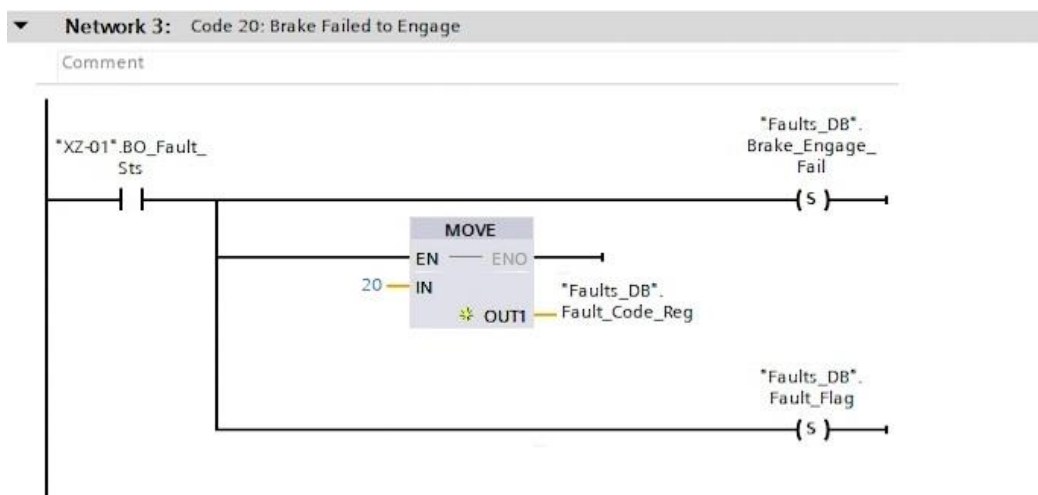 Network 3: Code 20: Brake Failed to Engage
Comment
"XZ-01".BO_Fault_
Sts
"Faults_DB".
Brake_Engage_
Fail
S
MOVE
EN ENO
20 IN
OUT1
"Faults_DB".
Fault_Code_Reg
"Faults_DB".
Fault_Flag
S